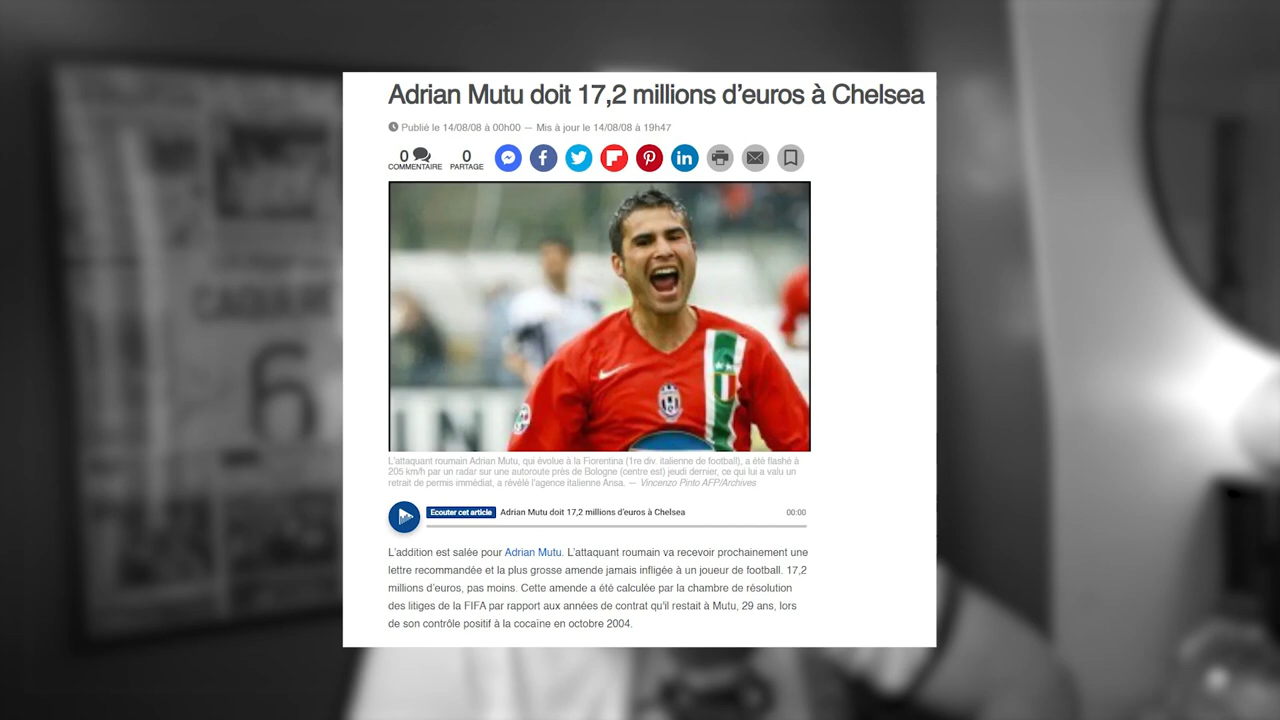 Adrian Mutu doit 17,2 millions d'euros à Chelsea
Publié le 14/08/08 à 00h00 — Mis à jour le 14/08/08 à 19h47
0
COMMENTAIRE
0
PARTAGE
L'attaquant roumain Adrian Mutu, qui évolue à la Fiorentina (1re div. italienne de football), a été flashé à
205 km/h par un radar sur une autoroute près de Bologne (centre est) jeudi dernier, ce qui lui a valu un
retrait de permis immédiat, a révélé l'agence italienne Ansa. — Vincenzo Pinto AFP/Archives
Ecouter cet article Adrian Mutu doit 17,2 millions d'euros à Chelsea 00:00
L'addition est salée pour Adrian Mutu. L'attaquant roumain va recevoir prochainement une
lettre recommandée et la plus grosse amende jamais infligée à un joueur de football. 17,2
millions d'euros, pas moins. Cette amende a été calculée par la chambre de résolution
des litiges de la FIFA par rapport aux années de contrat qu'il restait à Mutu, 29 ans, lors
de son contrôle positif à la cocaïne en octobre 2004.
6